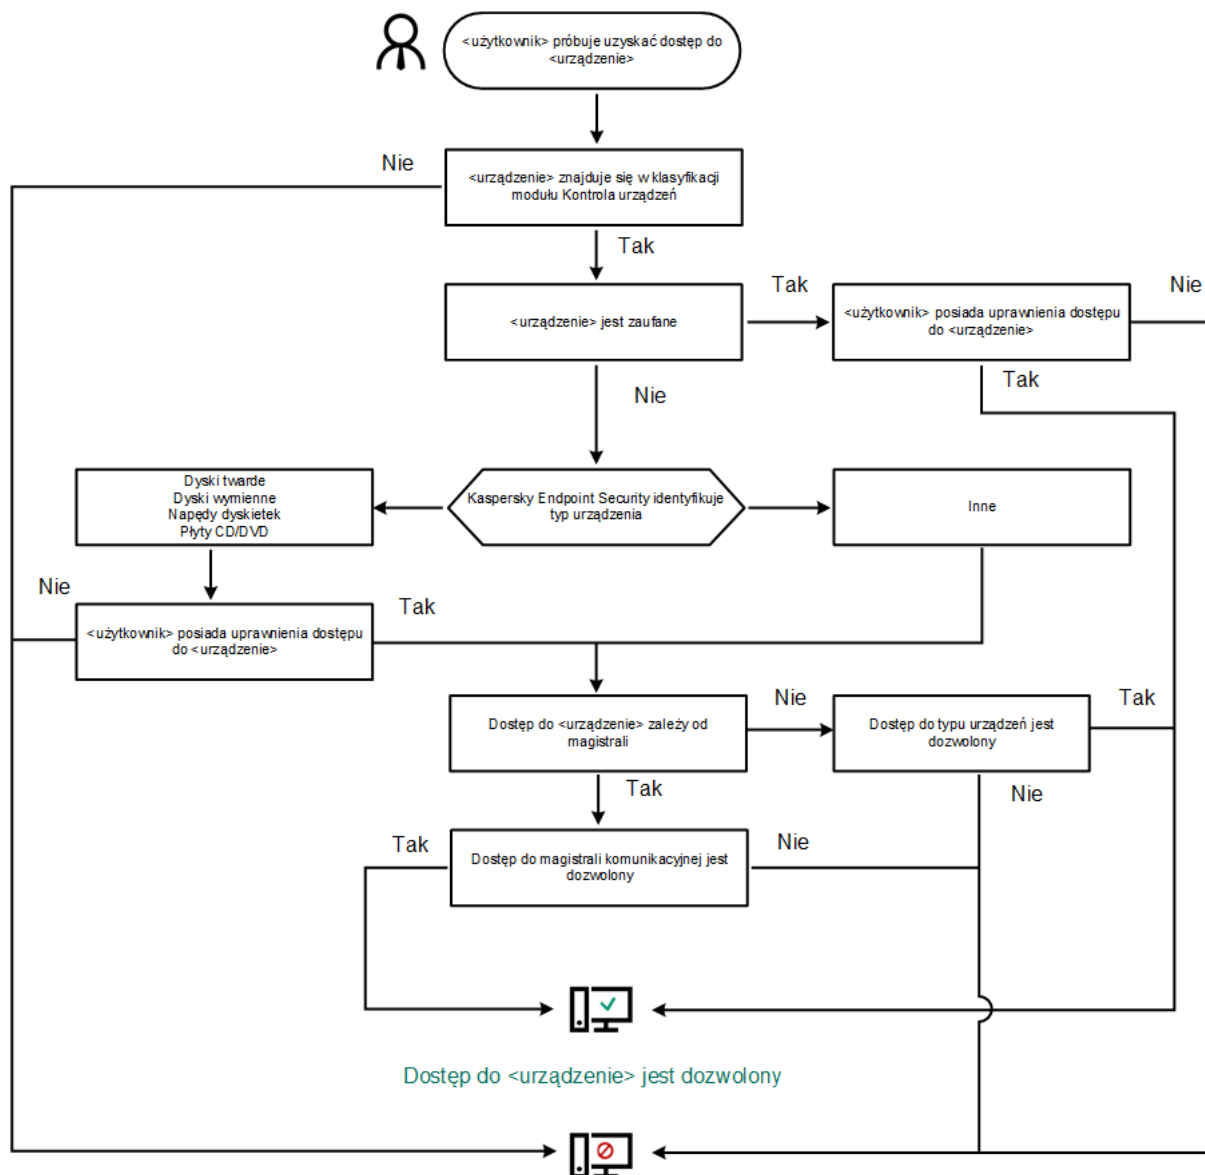 <użytkownik> próbuje uzyskać dostęp do
<urządzenie>
Nie
<urządzenie> znajduje się w klasyfikacji
modułu Kontrola urządzeń
Tak
<urządzenie> jest zaufane
Tak
<użytkownik> posiada uprawnienia dostępu
do <urządzenie>
Nie
Nie
Tak
Dyski twarde
Dyski wymienne
Napędy dyskietek
Płyty CD/DVD
Kaspersky Endpoint Security identyfikuje
typ urządzenia
Inne
Nie
<użytkownik> posiada uprawnienia dostępu
do <urządzenie>
Tak
Dostęp do <urządzenie> zależy od
magistrali
Nie
Dostęp do typu urządzeń jest
dozwolony
Tak
Tak
Nie
Tak
Dostęp do magistrali komunikacyjnej jest
dozwolony
Nie
Dostęp do <urządzenie> jest dozwolony